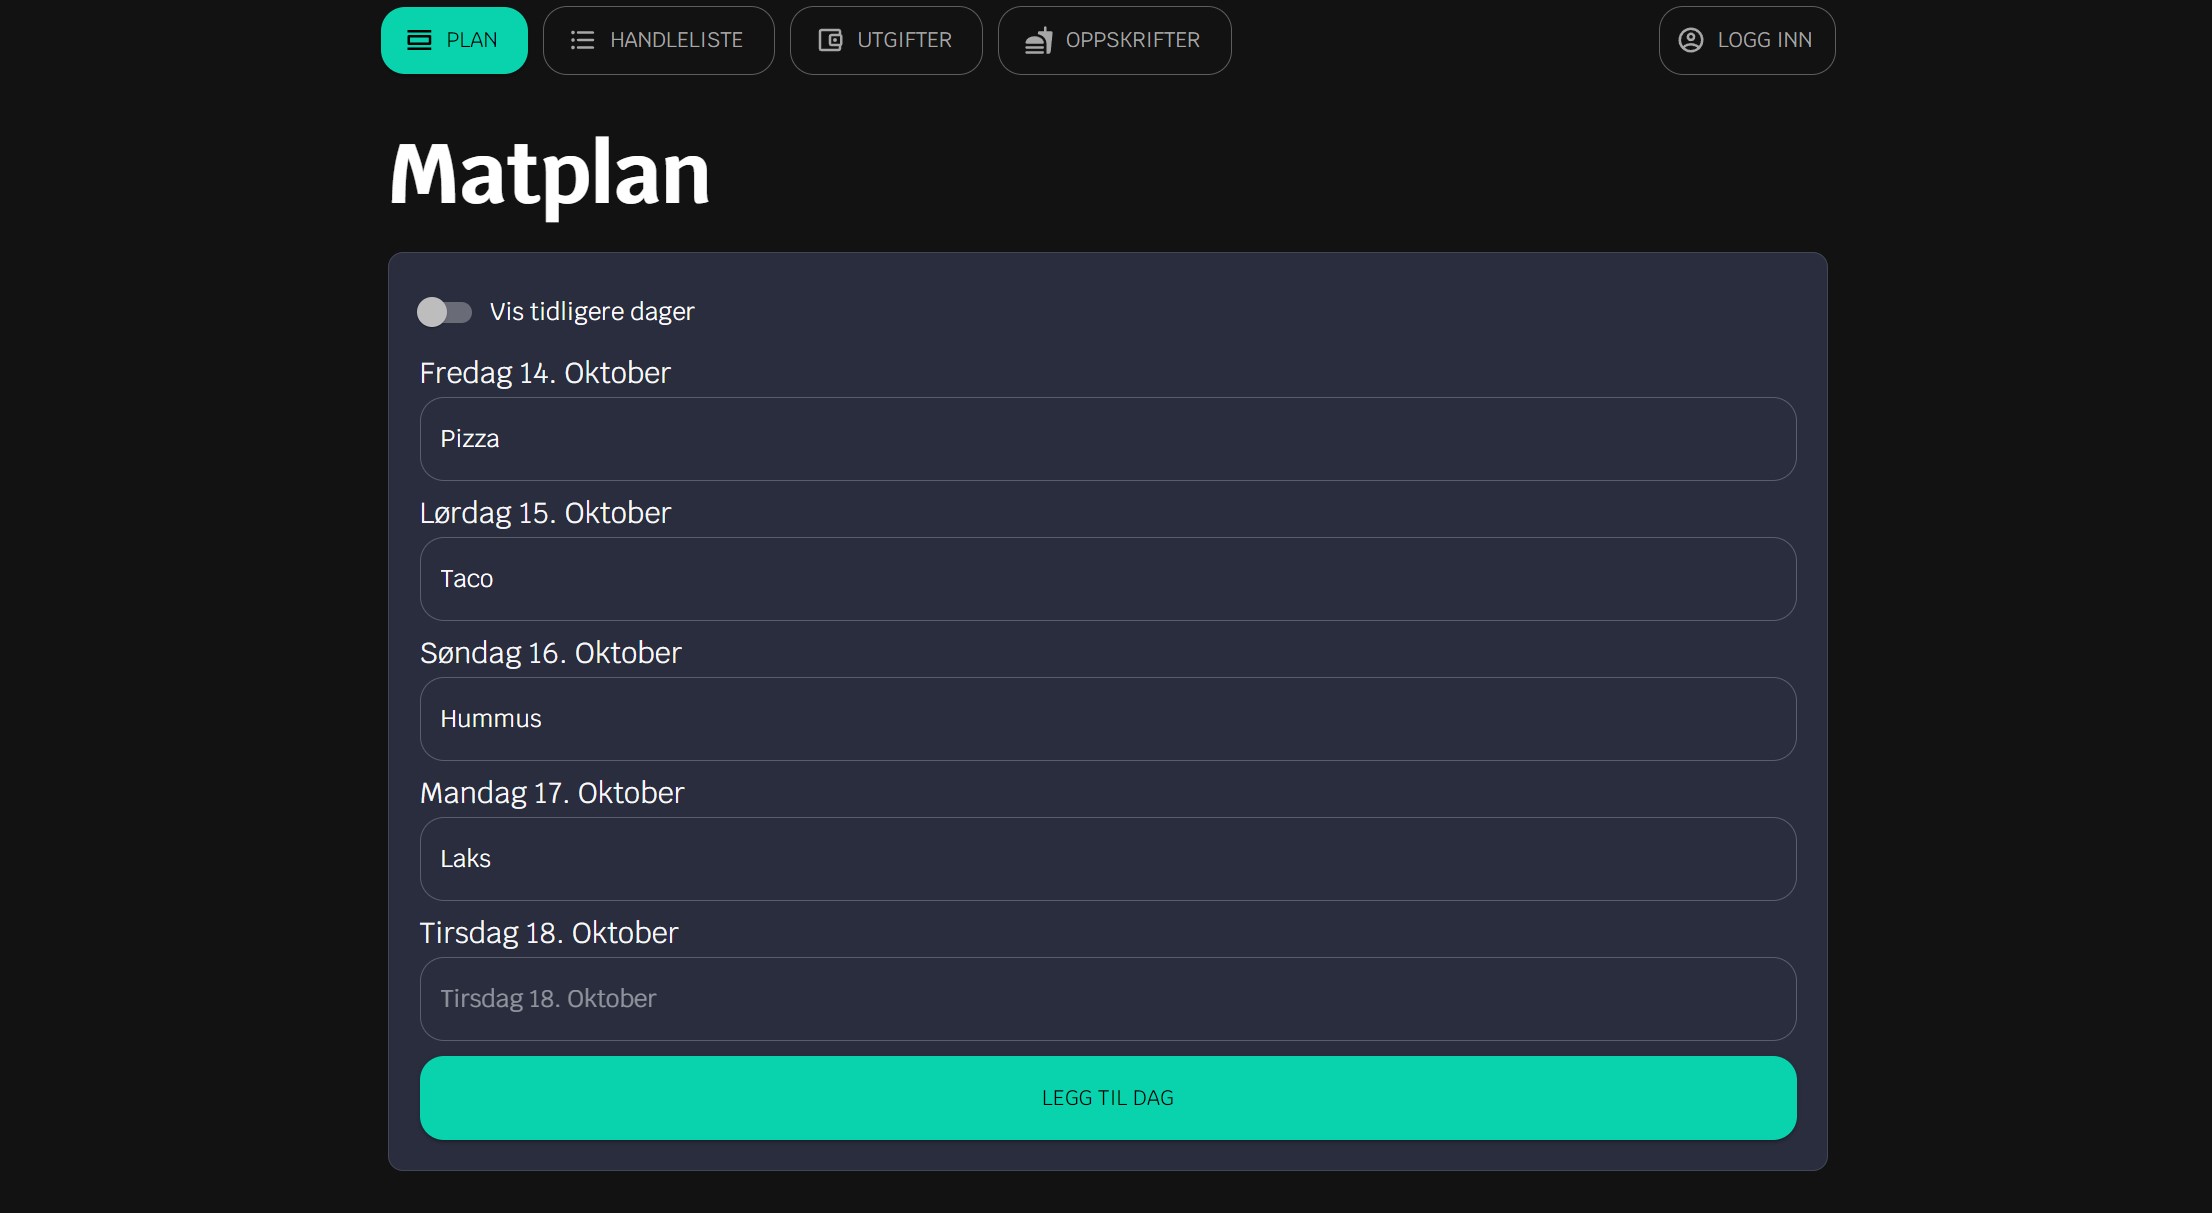 PLAN HANDLELISTE UTGIFTER OPPSKRIFTER LOGG INN
Matplan
Vis tidligere dager
Fredag 14. Oktober
Pizza
Lørdag 15. Oktober
Taco
Søndag 16. Oktober
Hummus
Mandag 17. Oktober
Laks
Tirsdag 18. Oktober
Tirsdag 18. Oktober
LEGG TIL DAG